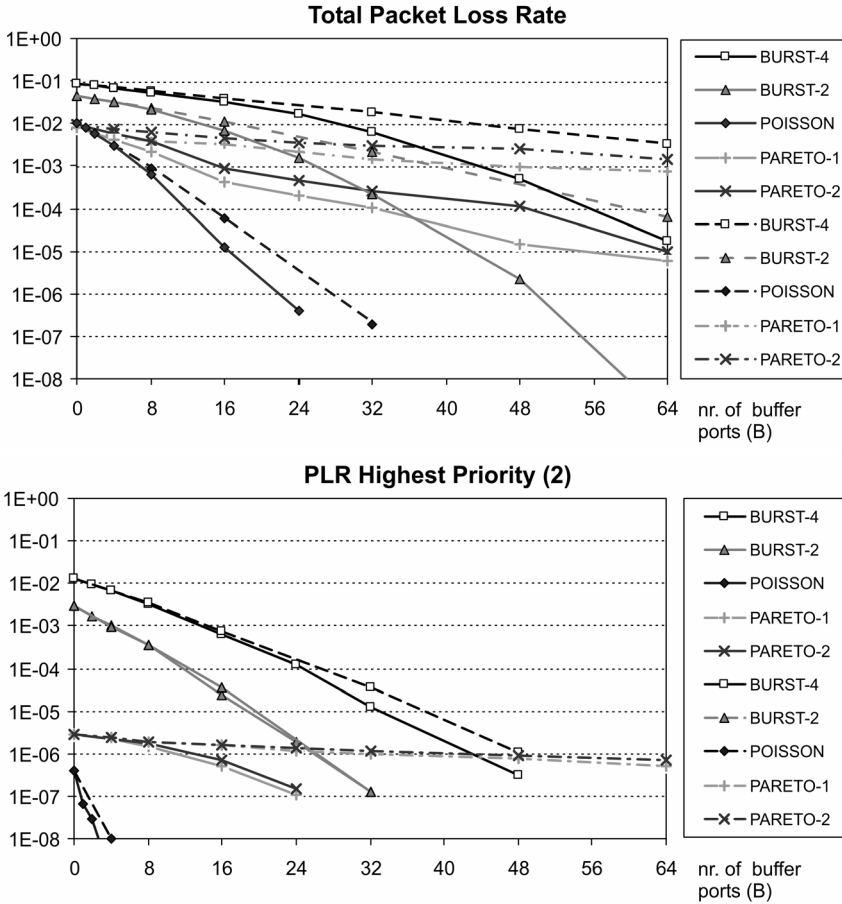 Total Packet Loss Rate
1E+00
1E-01
1E-02
1E-03
1E-04
1E-05
1E-06
1E-07
1E-08
0 8 16 24 32 40 48 56 64
nr. of buffer
ports (B)
BURST-4
BURST-2
POISSON
PARETO-1
PARETO-2
BURST-4
BURST-2
POISSON
PARETO-1
PARETO-2
PLR Highest Priority (2)
1E+00
1E-01
1E-02
1E-03
1E-04
1E-05
1E-06
1E-07
1E-08
0 8 16 24 32 40 48 56 64
nr. of buffer
ports (B)
BURST-4
BURST-2
POISSON
PARETO-1
PARETO-2
BURST-4
BURST-2
POISSON
PARETO-1
PARETO-2